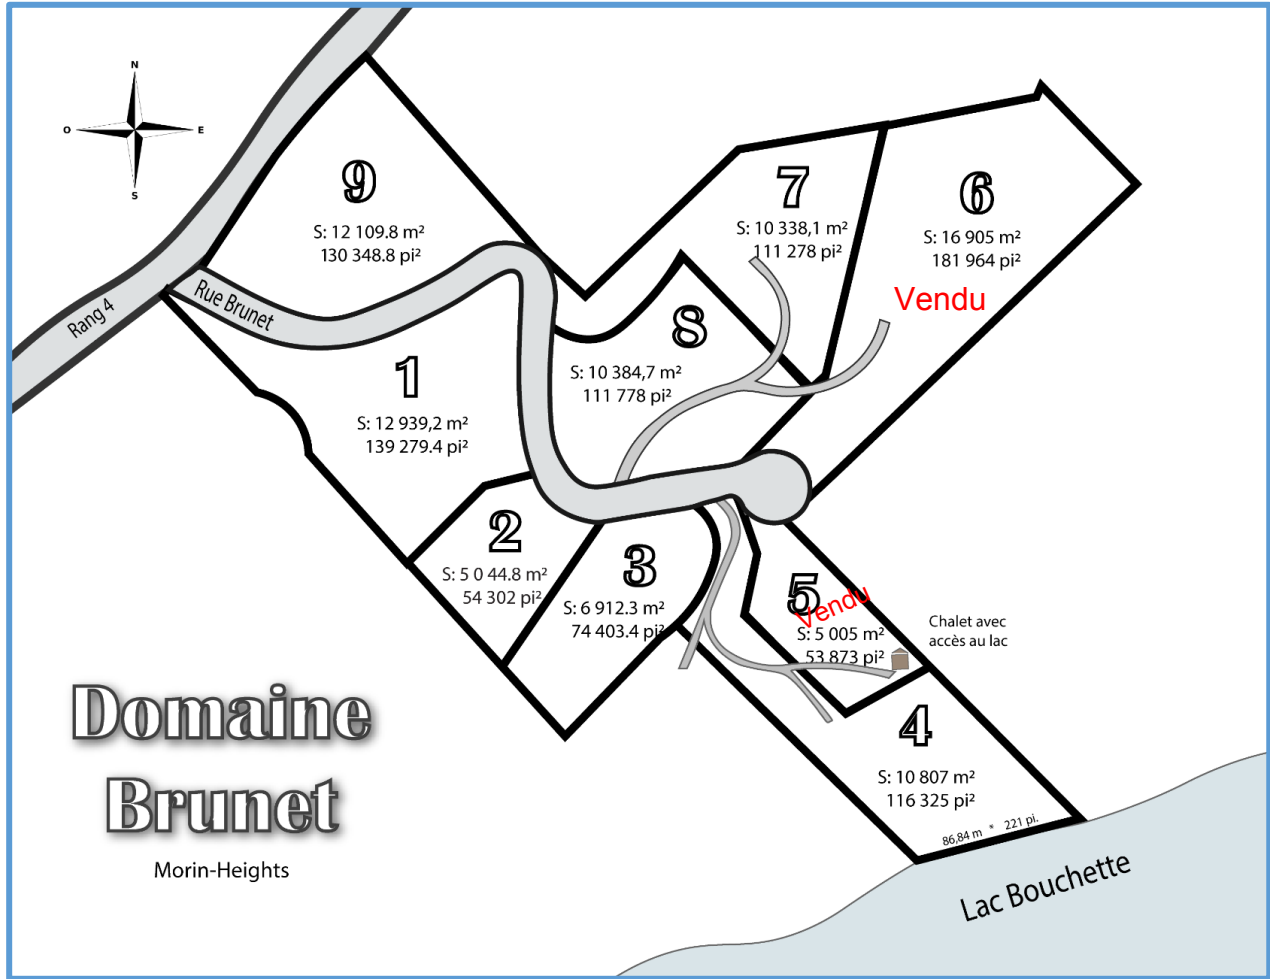 N
O
E
S
Rang 4
Rue Brunet
9
S: 12 109.8 m²
130 348.8 pi²
7
S: 10 338,1 m²
111 278 pi²
6
S: 16 905 m²
181 964 pi²
Vendu
8
S: 10 384,7 m²
111 778 pi²
1
S: 12 939,2 m²
139 279.4 pi²
2
S: 5 0 44.8 m²
54 302 pi²
3
S: 6 912.3 m²
74 403.4 pi²
5
Vendu
S: 5 005 m²
53 873 pi²
Chalet avec
accès au lac
4
S: 10 807 m²
116 325 pi²
86,84 m * 221 pi.
Lac Bouchette
Domaine
Brunet
Morin-Heights